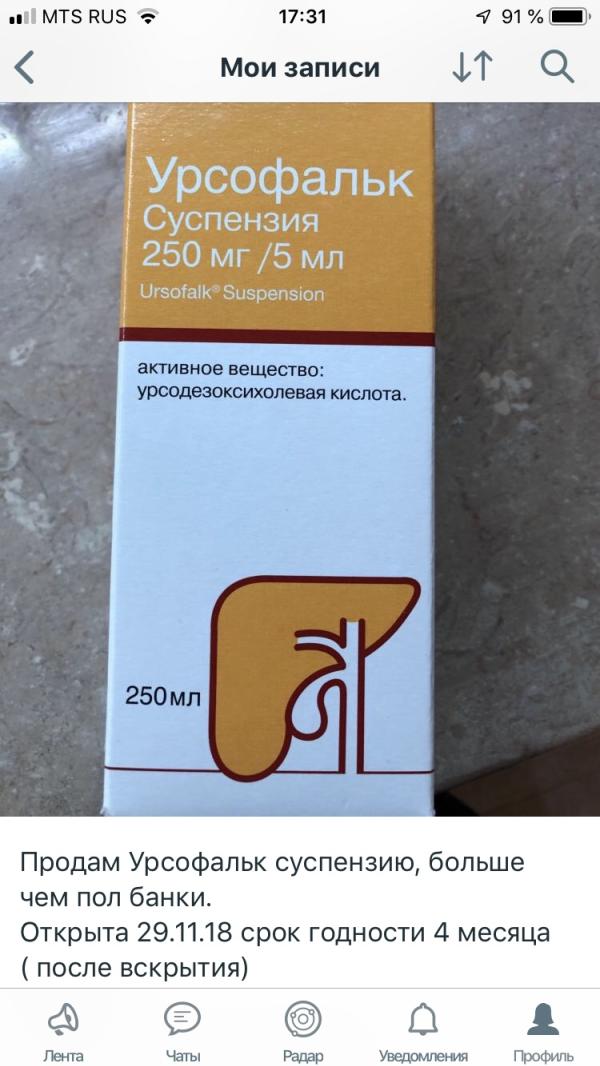 MTS RUS 17:31 91 %
Мои записи
Урсофальк
Суспензия
250 мг /5 мл
Ursofalk® Suspension
активное вещество:
урсодезоксихолевая кислота.
250 мл
Продам Урсофальк суспензию, больше
чем пол банки.
Открыта 29.11.18 срок годности 4 месяца
( после вскрытия)
Лента Чаты Радар Уведомления Профиль